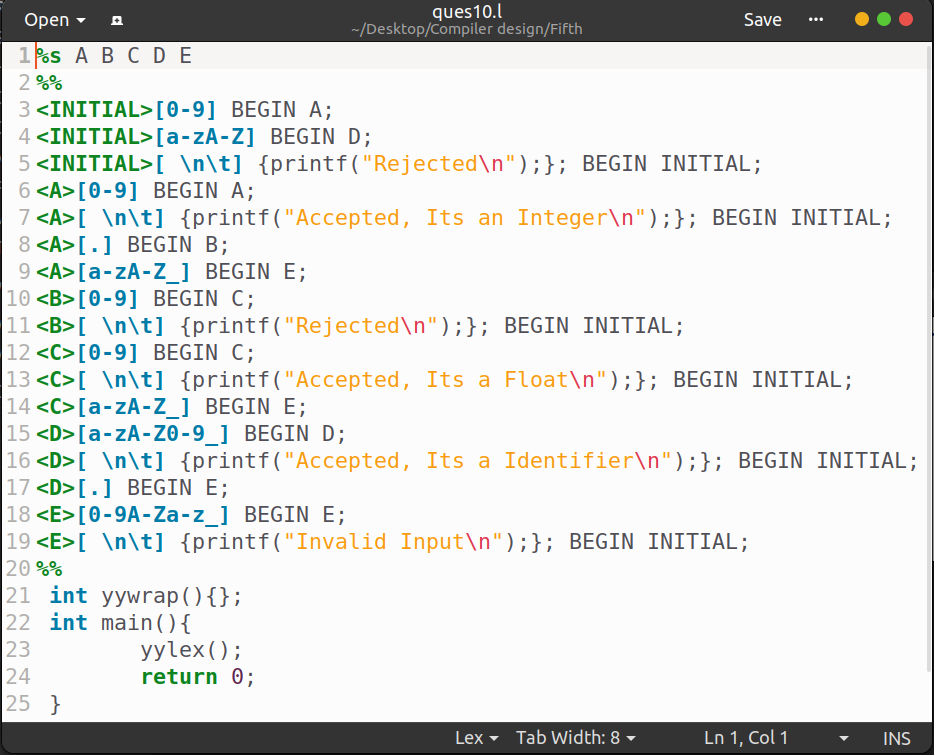 Open
ques10.l
~/Desktop/Compiler design/Fifth
Save
1 %s A B C D E
2 %%
3 <INITIAL>[0-9] BEGIN A;
4 <INITIAL>[a-zA-Z] BEGIN D;
5 <INITIAL>[ \n\t] {printf("Rejected\n");}; BEGIN INITIAL;
6 <A>[0-9] BEGIN A;
7 <A>[ \n\t] {printf("Accepted, Its an Integer\n");}; BEGIN INITIAL;
8 <A>[.] BEGIN B;
9 <A>[a-zA-Z_] BEGIN E;
10 <B>[0-9] BEGIN C;
11 <B>[ \n\t] {printf("Rejected\n");}; BEGIN INITIAL;
12 <C>[0-9] BEGIN C;
13 <C>[ \n\t] {printf("Accepted, Its a Float\n");}; BEGIN INITIAL;
14 <C>[a-zA-Z_] BEGIN E;
15 <D>[a-zA-Z0-9_] BEGIN D;
16 <D>[ \n\t] {printf("Accepted, Its a Identifier\n");}; BEGIN INITIAL;
17 <D>[.] BEGIN E;
18 <E>[0-9A-Za-z_] BEGIN E;
19 <E>[ \n\t] {printf("Invalid Input\n");}; BEGIN INITIAL;
20 %%
21  int yywrap(){};
22  int main(){
23         yylex();
24         return 0;
25  }
Lex Tab Width: 8 Ln 1, Col 1 INS